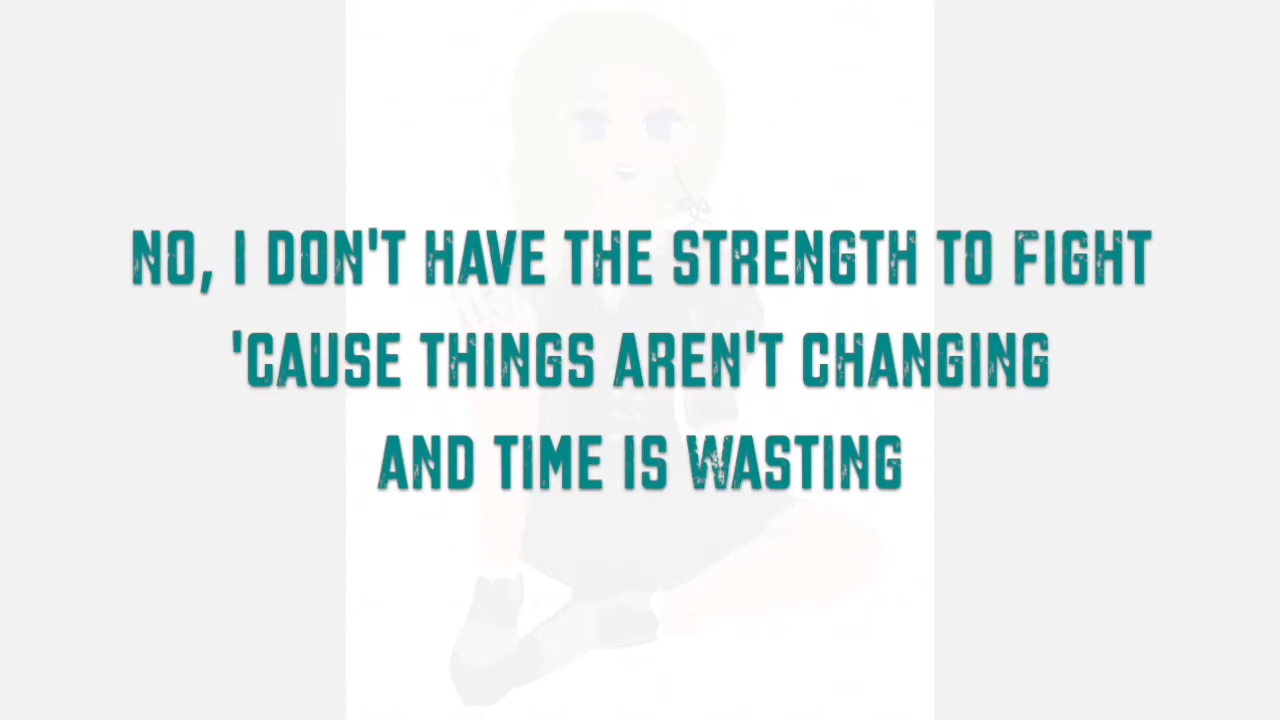 NO, I DON'T HAVE THE STRENGTH TO FIGHT
'CAUSE THINGS AREN'T CHANGING
AND TIME IS WASTING